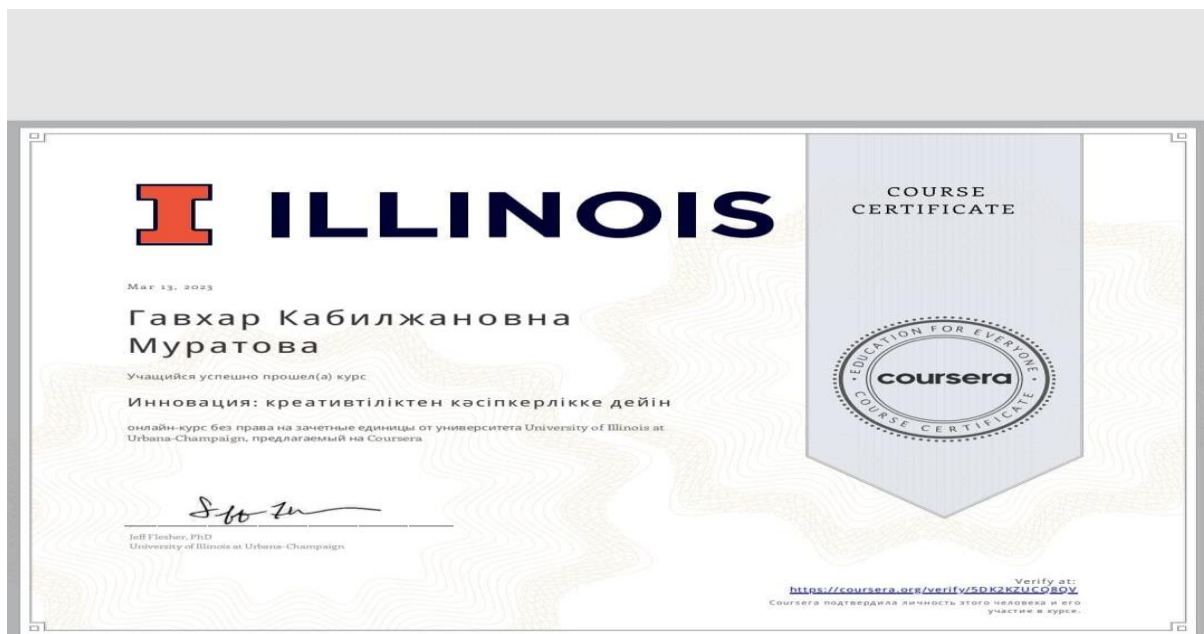 ILLINOIS
COURSE
CERTIFICATE
Mar 13, 2023
Гавхар Кабилжановна
Муратова
Учащийся успешно прошел(а) курс
Инновация: креативтіліктен кәсіпкерлікке дейін
онлайн-курс без права на зачетные единицы от университета University of Illinois at
Urbana-Champaign, предлагаемый на Coursera
EDUCATION FOR EVERYONE
coursera
COURSE CERTIFICATE
Jeff Flesher, PhD
University of Illinois at Urbana-Champaign
Verify at:
https://coursera.org/verify/5DK2KZUCQ8QV
Coursera подтвердила личность этого человека и его
участие в курсе.